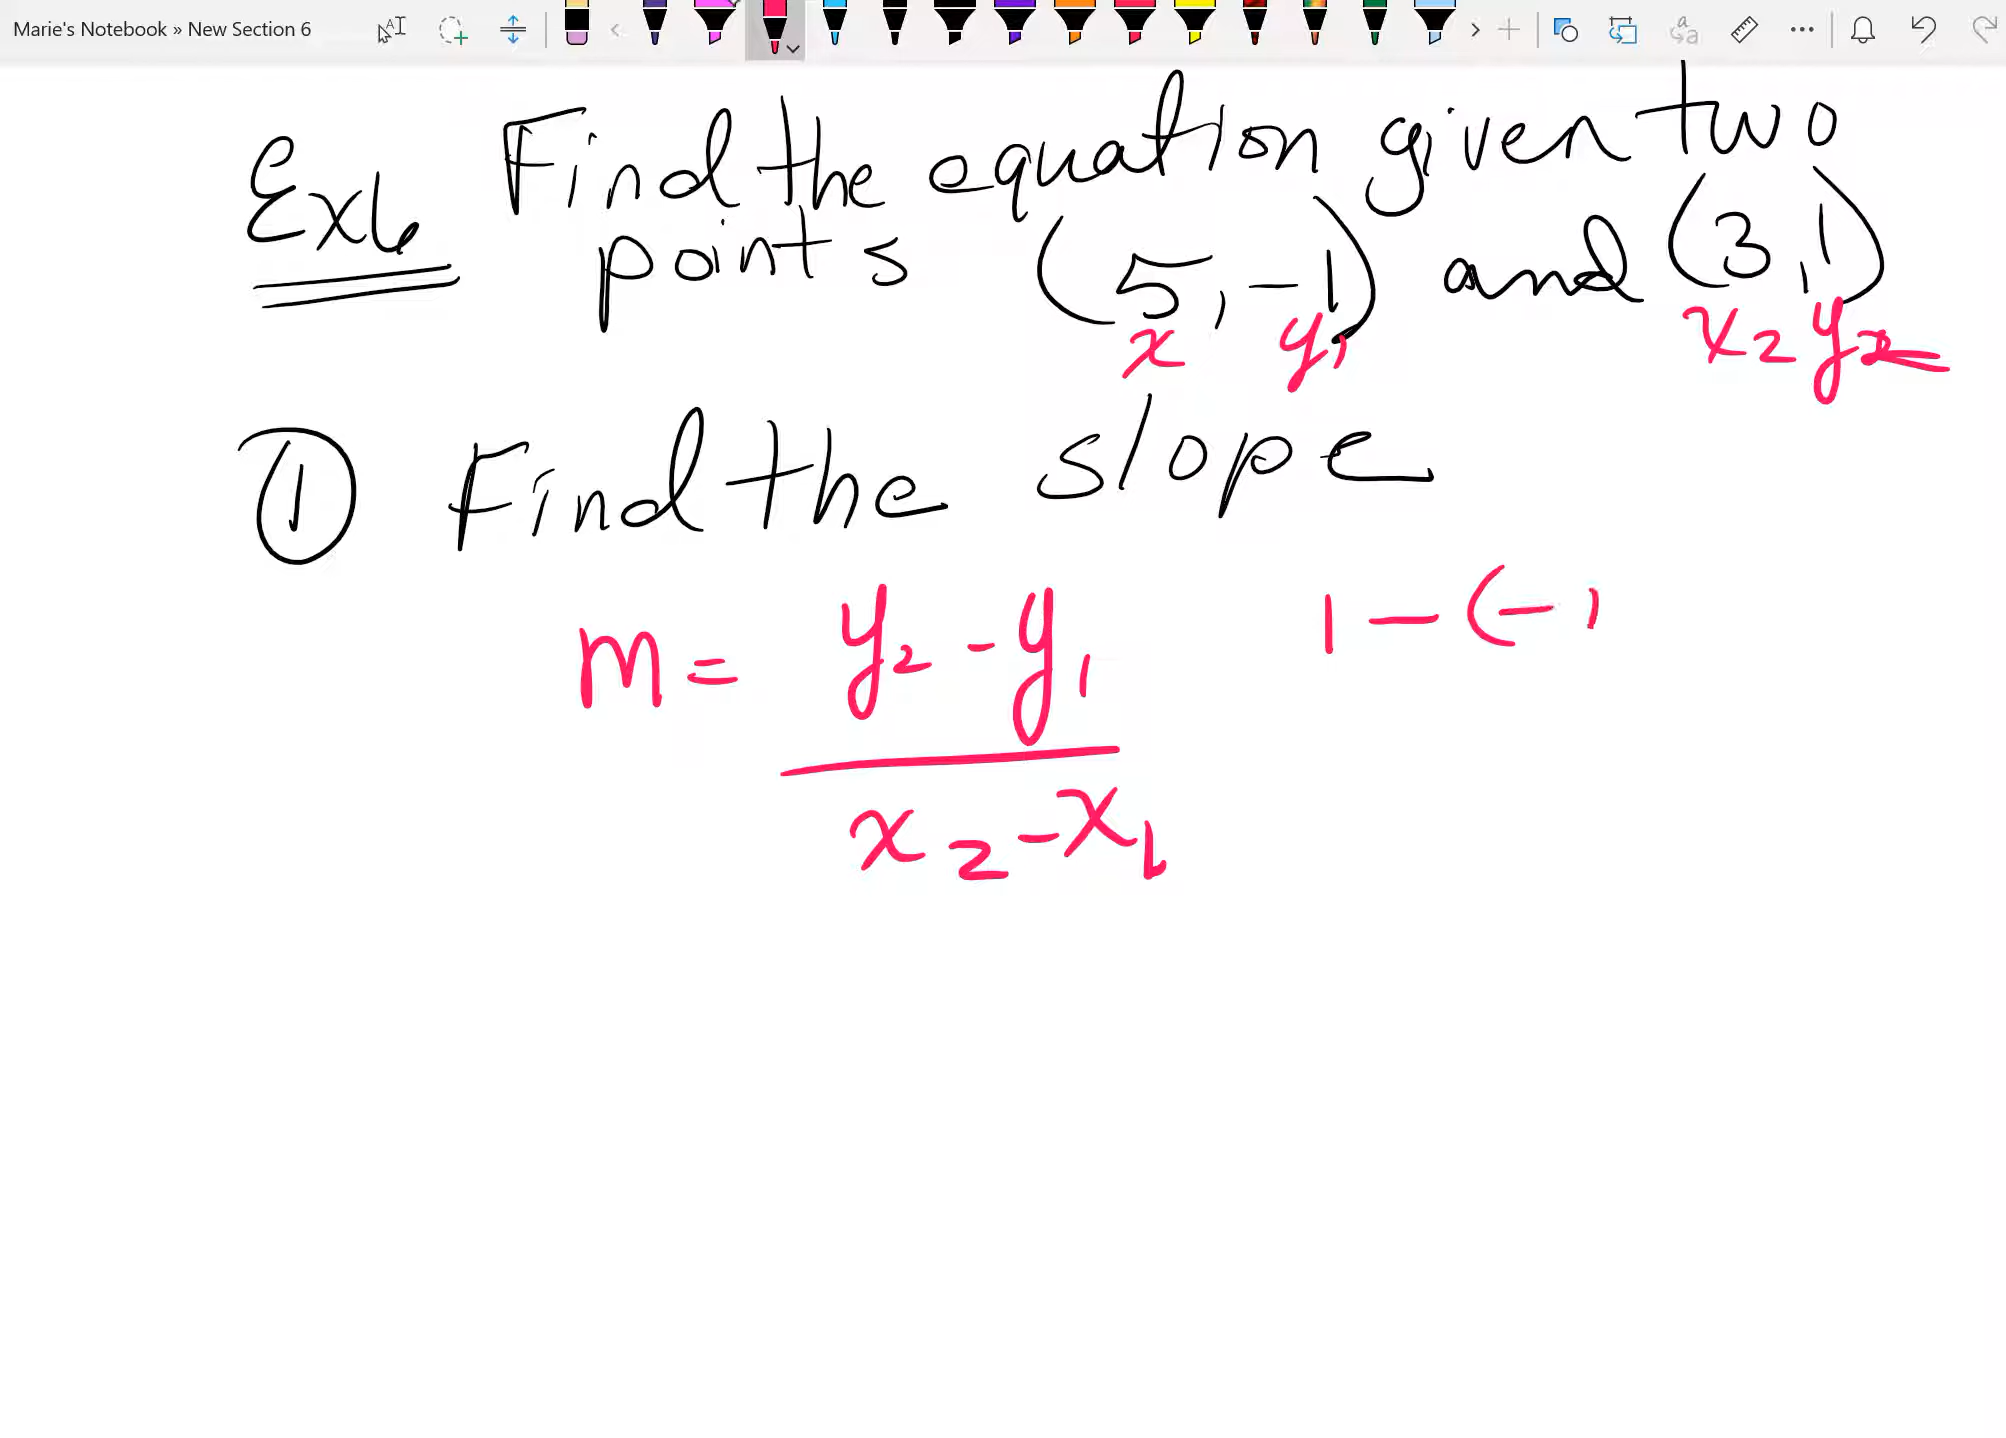 Marie's Notebook » New Section 6
Ex6 Find the equation given two
points (5, -1) and (3, 1)
x y₁ x₂ y₂
① Find the slope
m = y₂ - y₁ 1 - (-1
x₂ - x₁